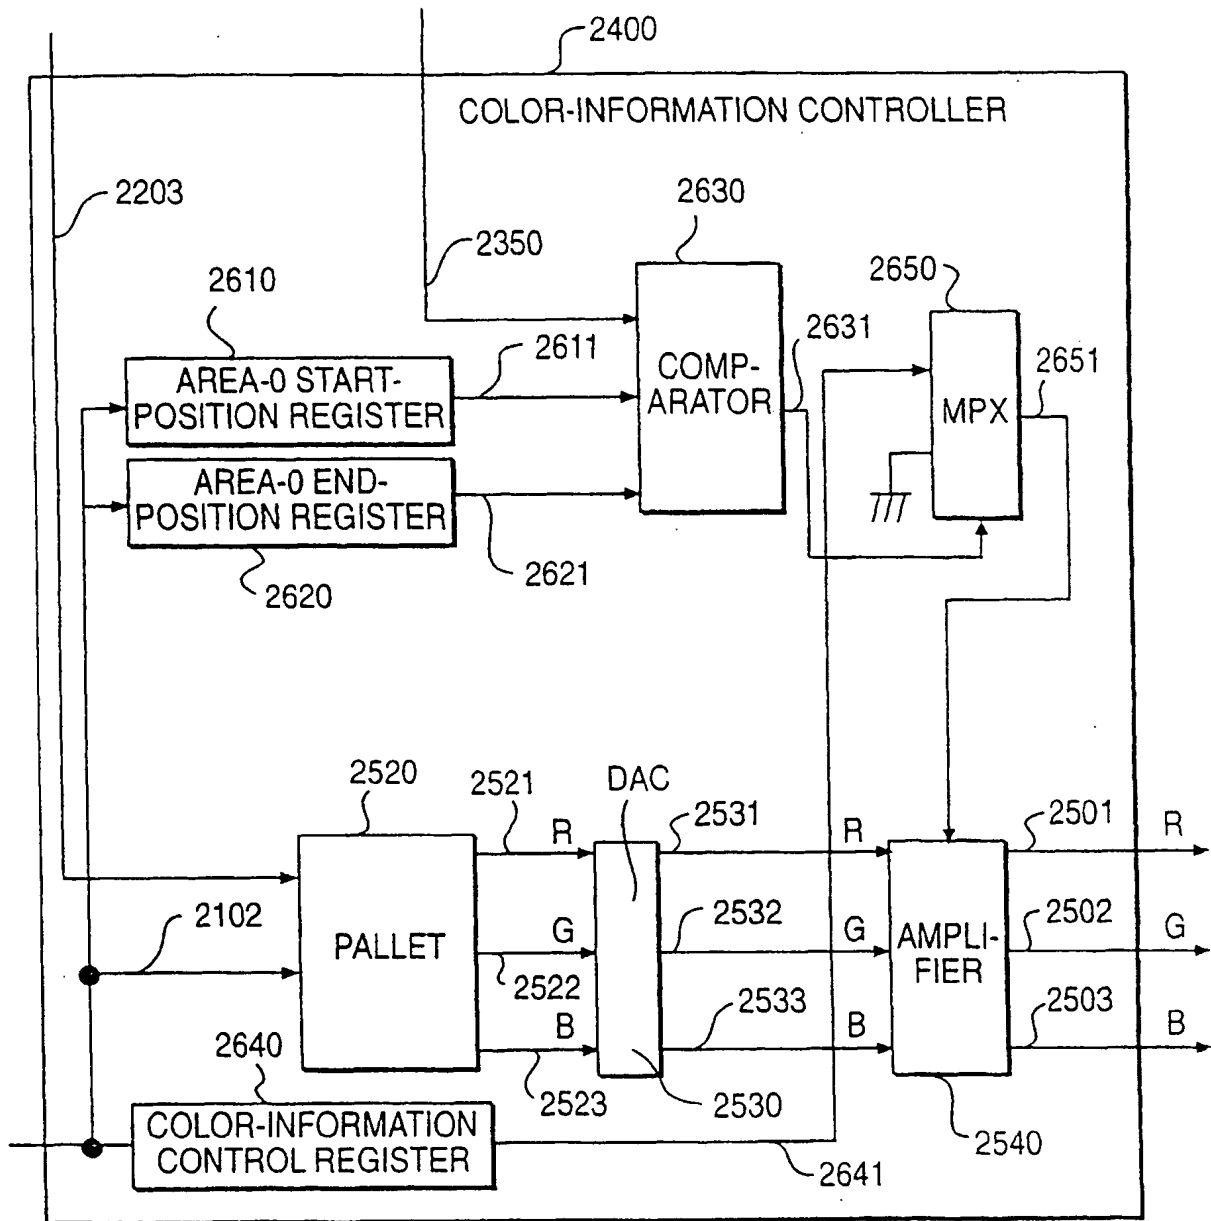 2400
COLOR-INFORMATION CONTROLLER
2203
2630
2350
2650
2610
2611
2631
2651
AREA-0 START-
POSITION REGISTER
COMP-
ARATOR
MPX
AREA-0 END-
POSITION REGISTER
2621
2620
2520
2521
DAC
R
2531
R
2501
R
2102
PALLET
G
2522
2532
G
AMPLI-
FIER
2502
G
2640
B
2523
2533
B
2530
2503
B
COLOR-INFORMATION
CONTROL REGISTER
2641
2540